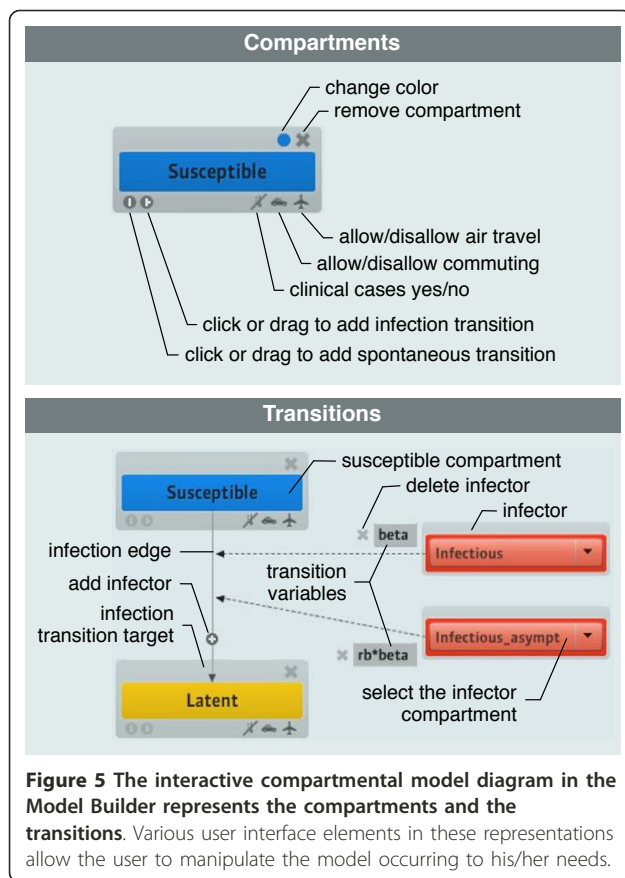 Compartments
change color
remove compartment
Susceptible
allow/disallow air travel
allow/disallow commuting
clinical cases yes/no
click or drag to add infection transition
click or drag to add spontaneous transition
Transitions
susceptible compartment
Susceptible
delete infector
infector
beta
Infectious
infection edge
add infector
transition
variables
infection
transition target
Infectious_asympt
rb*beta
Latent
select the infector
compartment
Figure 5 The interactive compartmental model diagram in the
Model Builder represents the compartments and the
transitions. Various user interface elements in these representations
allow the user to manipulate the model occurring to his/her needs.